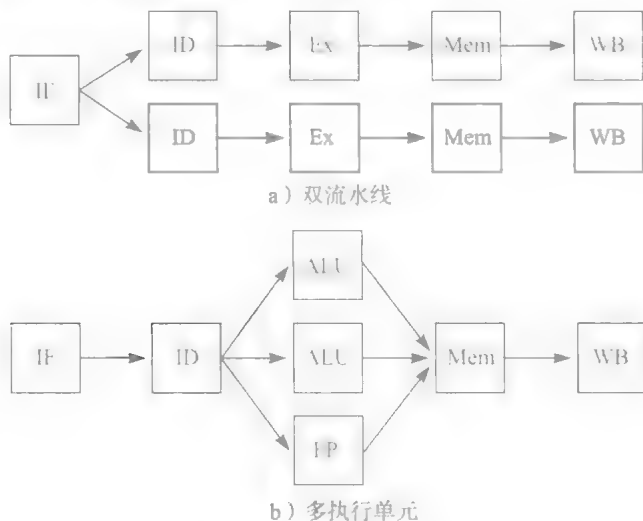 ID Ex Mem WB
IF
ID Ex Mem WB
a）双流水线
ALU
IF ID ALU Mem WB
FP
b）多执行单元